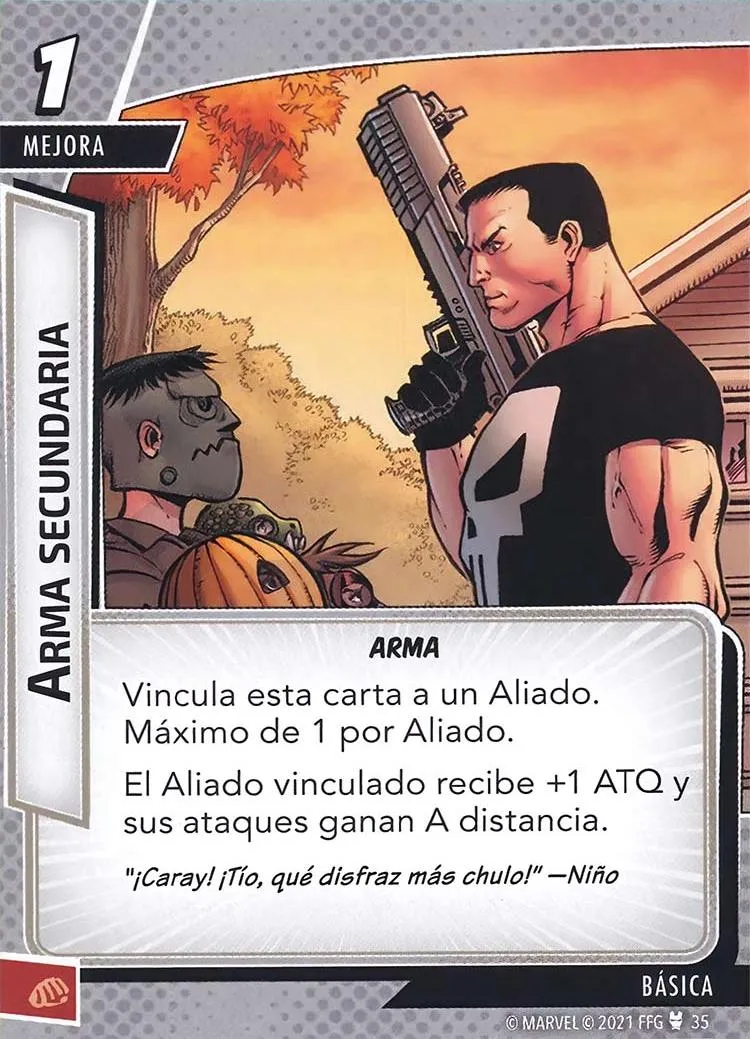 1
MEJORA
ARMA SECUNDARIA
ARMA
Vincula esta carta a un Aliado.
Máximo de 1 por Aliado.
El Aliado vinculado recibe +1 ATQ y
sus ataques ganan A distancia.
"¡Caray! ¡Tío, qué disfraz más chulo!" —Niño
BÁSICA
© MARVEL © 2021 FFG 35